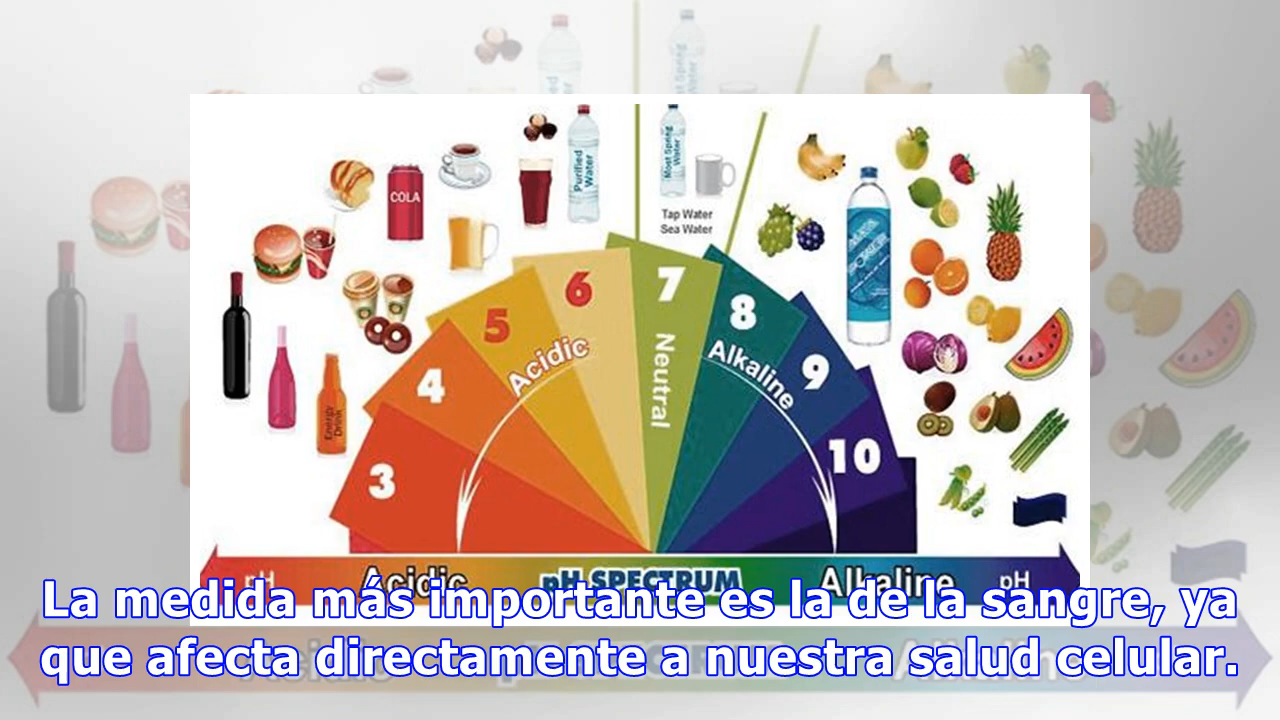 COLA
Purified
Water
Most Spring
Water
Tap Water
Sea Water
Energy
Drink
3
4
5
6
7
8
9
10
Acidic
Neutral
Alkaline
pH
Acidic
pH SPECTRUM
Alkaline
pH
La medida más importante es la de la sangre, ya
que afecta directamente a nuestra salud celular.